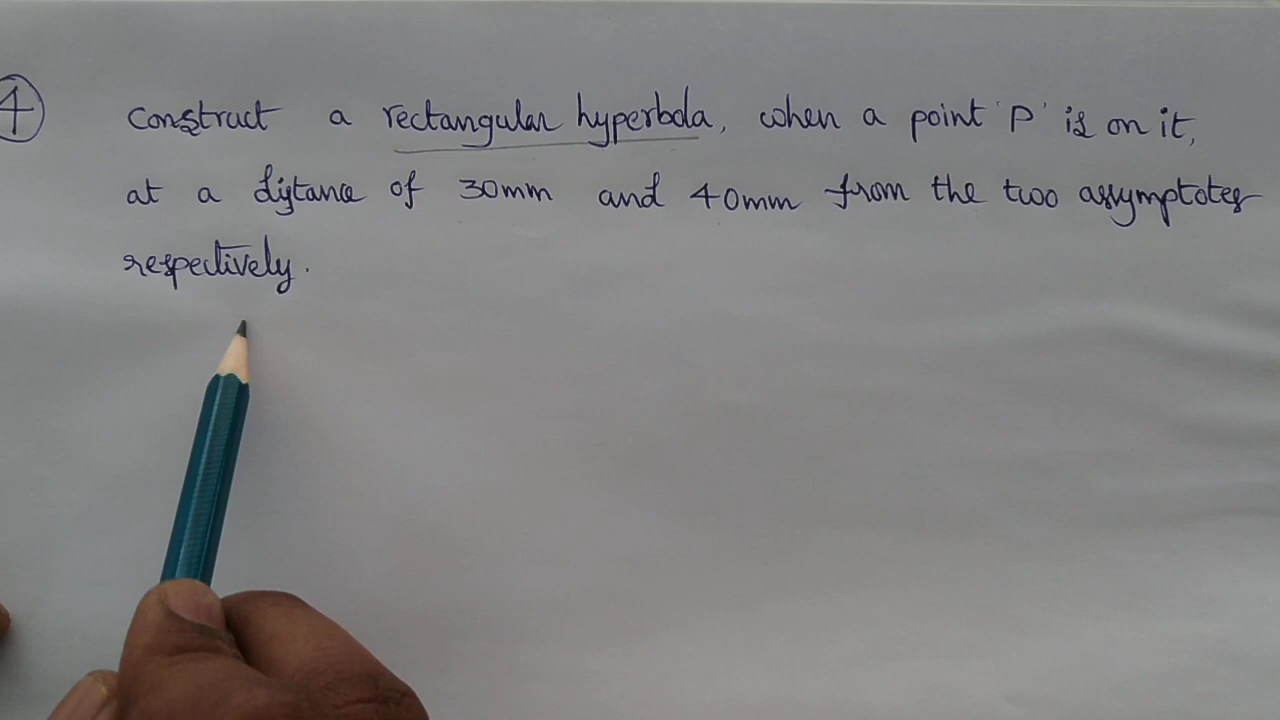 4 construct a rectangular hyperbola, when a point 'P' is on it,
at a distance of 30mm and 40mm from the two assymptotes
respectively.